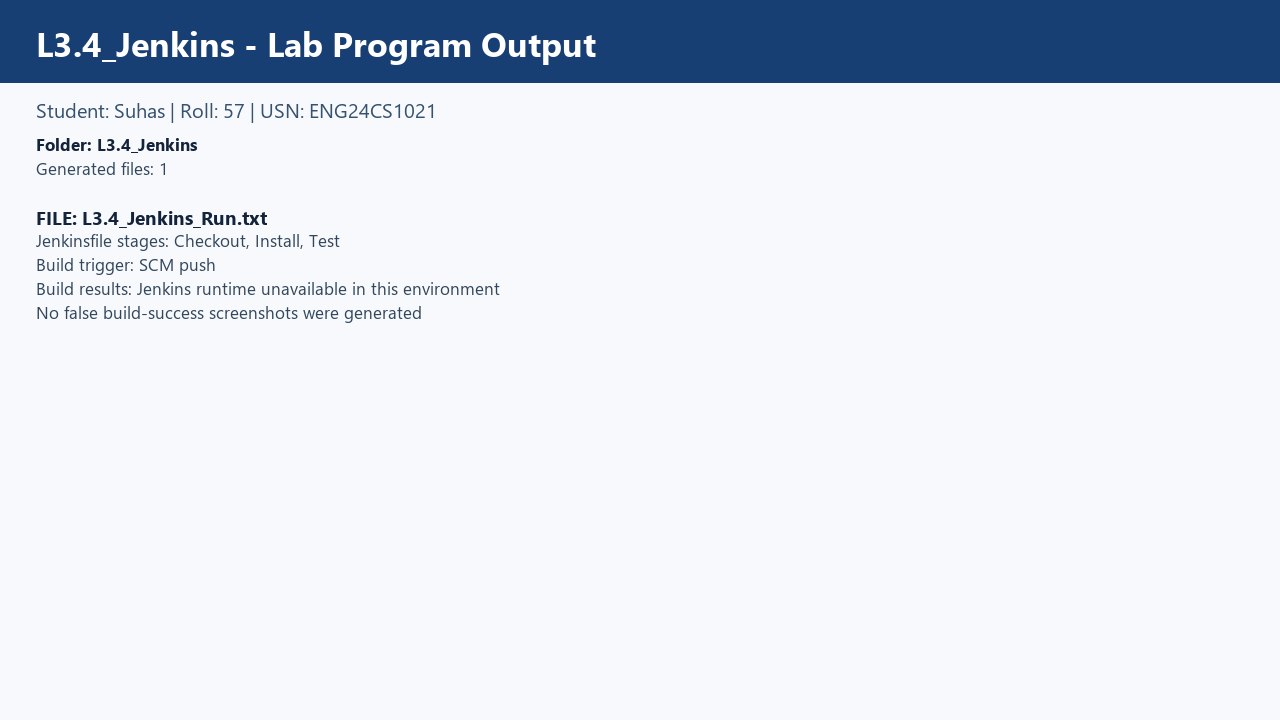 L3.4_Jenkins - Lab Program Output
Student: Suhas | Roll: 57 | USN: ENG24CS1021
Folder: L3.4_Jenkins
Generated files: 1
FILE: L3.4_Jenkins_Run.txt
Jenkinsfile stages: Checkout, Install, Test
Build trigger: SCM push
Build results: Jenkins runtime unavailable in this environment
No false build-success screenshots were generated